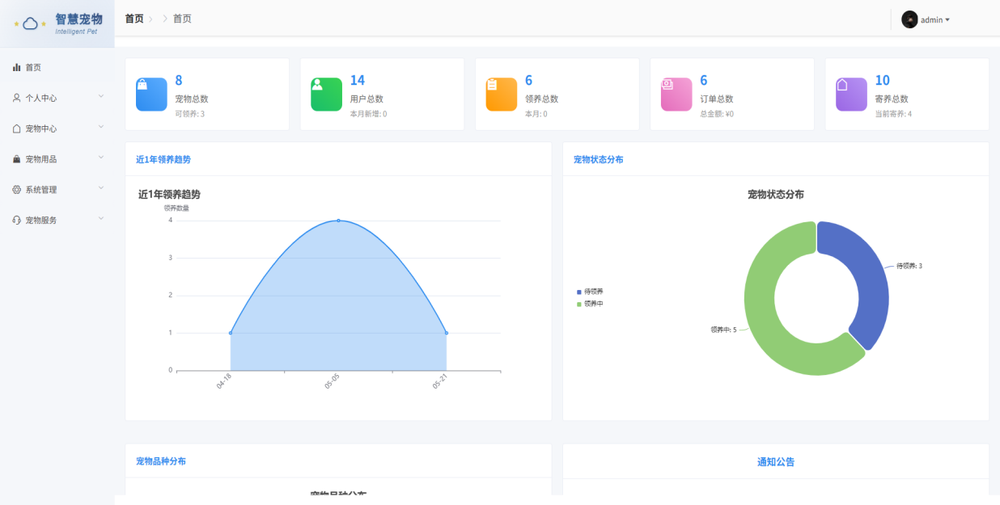 智慧宠物
Intelligent Pet
首页
个人中心
宠物中心
宠物用品
系统管理
宠物服务
首页 首页
admin
8
宠物总数
可领养: 3
14
用户总数
本月新增: 0
6
领养总数
本月: 0
6
订单总数
总金额: ¥0
10
寄养总数
当前寄养: 4
近1年领养趋势
近1年领养趋势
领养数量
4
3
2
1
0
04-18
05-05
05-21
宠物状态分布
宠物状态分布
待领养
领养中
待领养: 3
领养中: 5
宠物品种分布
宠物品种分布
通知公告